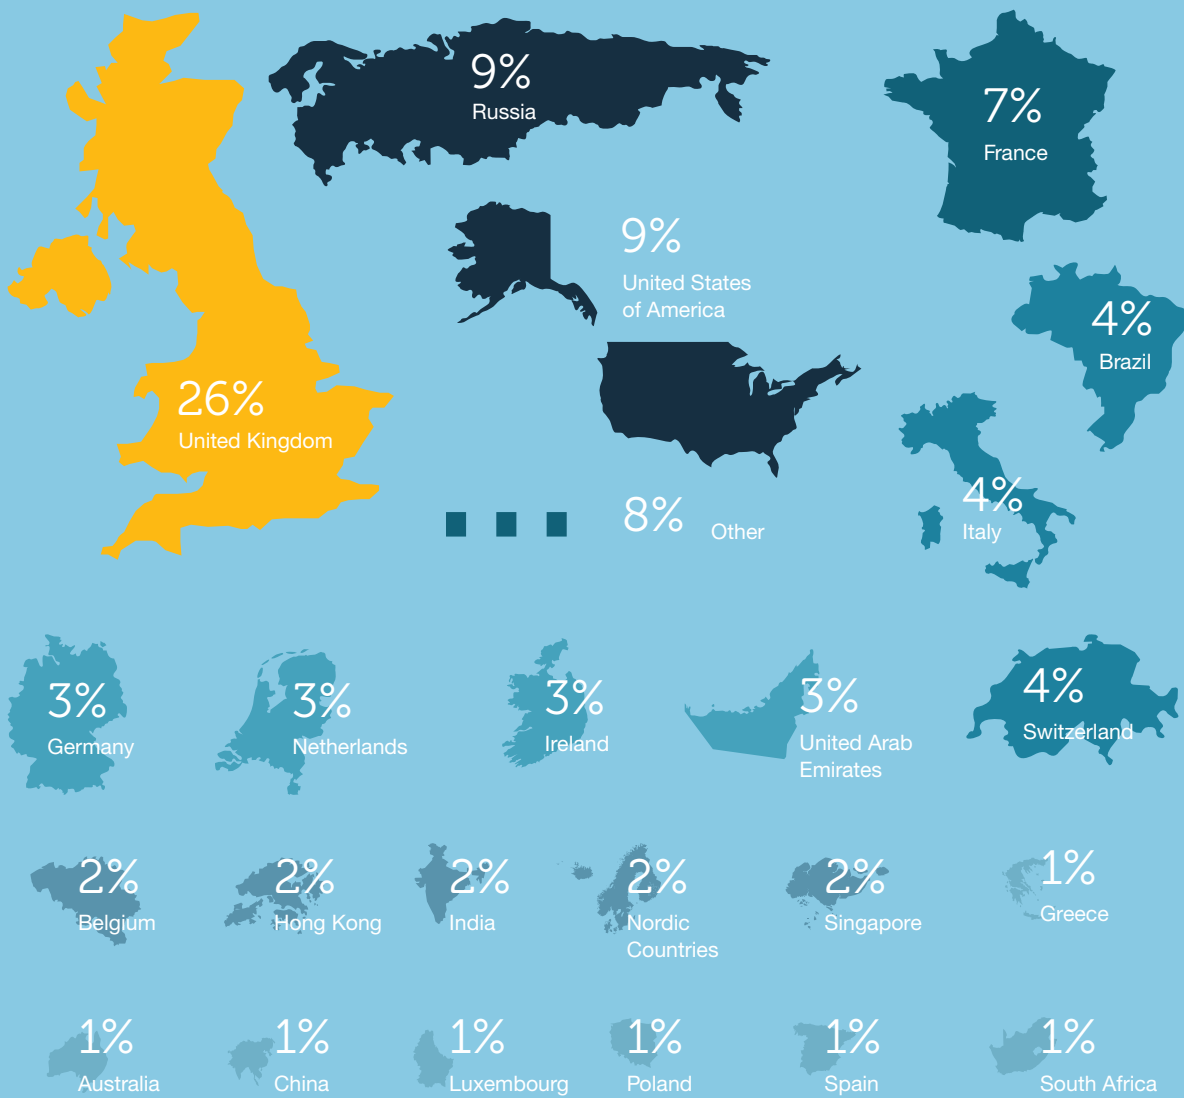 9%
Russia
7%
France
9%
United States
of America
4%
Brazil
26%
United Kingdom
4%
Italy
8% Other
3%
Germany
3%
Netherlands
3%
Ireland
3%
United Arab
Emirates
4%
Switzerland
2%
Belgium
2%
Hong Kong
2%
India
2%
Nordic
Countries
2%
Singapore
1%
Greece
1%
Australia
1%
China
1%
Luxembourg
1%
Poland
1%
Spain
1%
South Africa